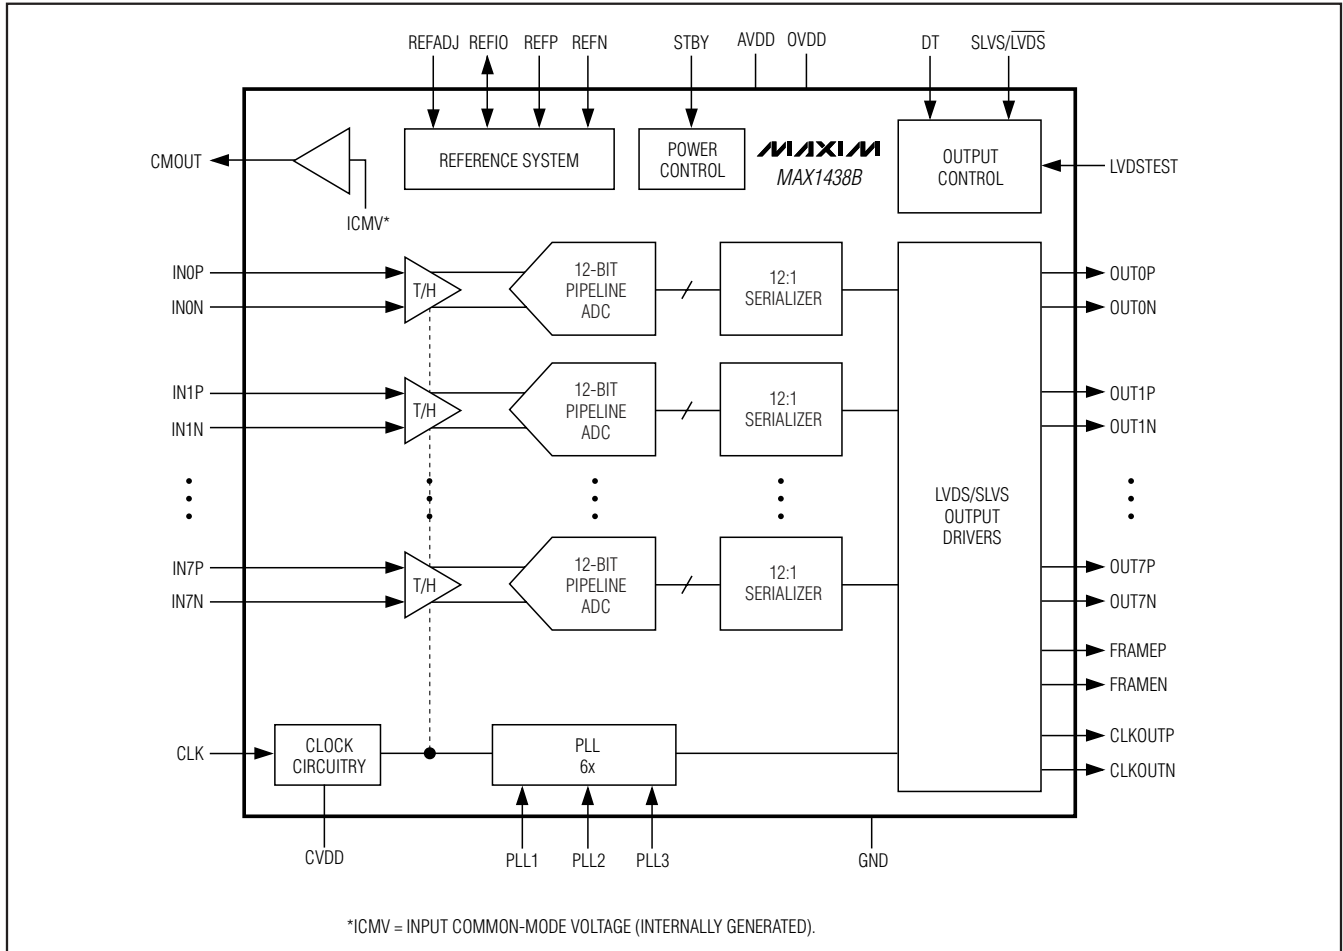 REFADJ REFIO REFP REFN STBY AVDD OVDD DT SLVS/LVDS
CMOUT
REFERENCE SYSTEM
POWER
CONTROL
MAXIM
MAX1438B
OUTPUT
CONTROL
LVDSTEST
ICMV*
IN0P
IN0N
T/H
12-BIT
PIPELINE
ADC
12:1
SERIALIZER
OUT0P
OUT0N
IN1P
IN1N
T/H
12-BIT
PIPELINE
ADC
12:1
SERIALIZER
OUT1P
OUT1N
LVDS/SLVS
OUTPUT
DRIVERS
IN7P
IN7N
T/H
12-BIT
PIPELINE
ADC
12:1
SERIALIZER
OUT7P
OUT7N
FRAMEP
FRAMEN
CLK
CLOCK
CIRCUITRY
PLL
6x
CLKOUTP
CLKOUTN
CVDD PLL1 PLL2 PLL3 GND
*ICMV = INPUT COMMON-MODE VOLTAGE (INTERNALLY GENERATED).